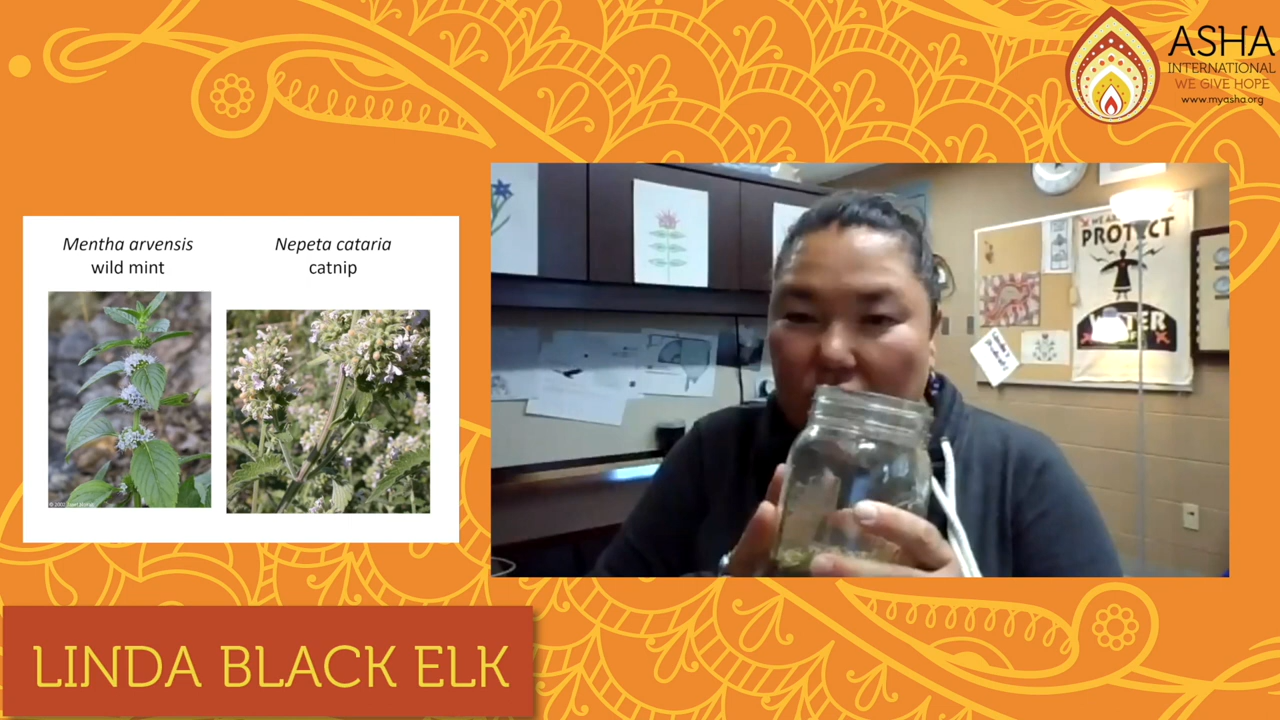 ASHA
INTERNATIONAL
WE GIVE HOPE
www.myasha.org
Mentha arvensis
wild mint
Nepeta cataria
catnip
PROTECT
LINDA BLACK ELK